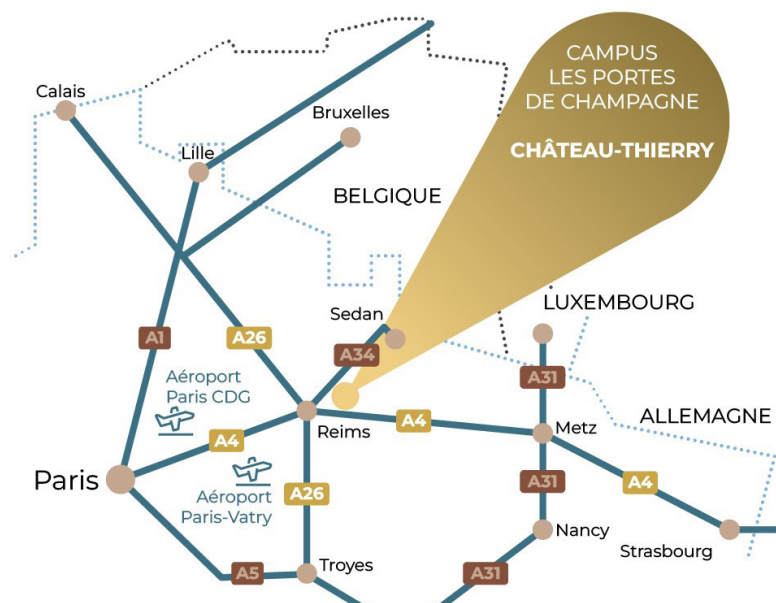 CAMPUS
LES PORTES
DE CHAMPAGNE
CHÂTEAU-THIERRY
Calais
Bruxelles
Lille
BELGIQUE
LUXEMBOURG
Sedan
A1
A26
A34
A31
Aéroport
Paris CDG
ALLEMAGNE
A4
Reims
A4
Metz
Paris
Aéroport
Paris-Vatry
A26
A31
A4
Nancy
Strasbourg
A5
Troyes
A31